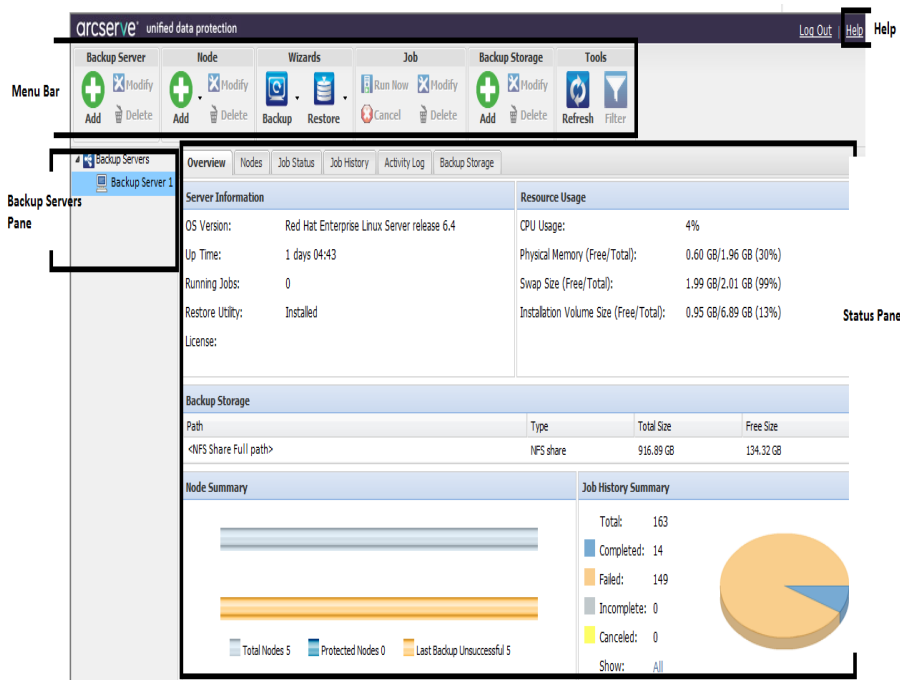 arcserve® unified data protection
Log Out | Help
Help
Menu Bar
Backup Server
Node
Wizards
Job
Backup Storage
Tools
Add
Modify
Delete
Add
Modify
Delete
Backup
Restore
Run Now
Modify
Cancel
Delete
Add
Modify
Delete
Refresh
Filter
Backup Servers
Backup Server 1
Backup Servers
Pane
Overview
Nodes
Job Status
Job History
Activity Log
Backup Storage
Server Information
OS Version: Red Hat Enterprise Linux Server release 6.4
Up Time: 1 days 04:43
Running Jobs: 0
Restore Utility: Installed
License:
Resource Usage
CPU Usage: 4%
Physical Memory (Free/Total): 0.60 GB/1.96 GB (30%)
Swap Size (Free/Total): 1.99 GB/2.01 GB (99%)
Installation Volume Size (Free/Total): 0.95 GB/6.89 GB (13%)
Status Pane
Backup Storage
Path Type Total Size Free Size
<NFS Share Full path> NFS share 916.89 GB 134.32 GB
Node Summary
Total Nodes 5
Protected Nodes 0
Last Backup Unsuccessful 5
Job History Summary
Total: 163
Completed: 14
Failed: 149
Incomplete: 0
Canceled: 0
Show: All